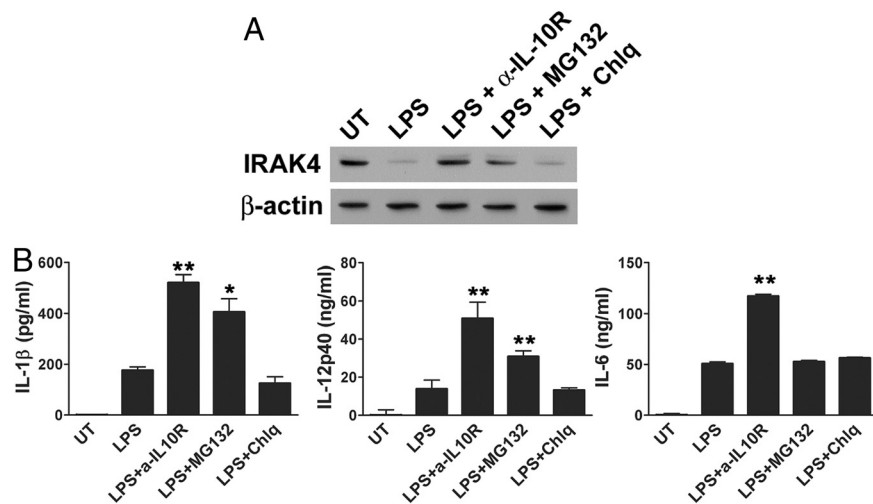 A
UT
LPS
LPS + α-IL-10R
LPS + MG132
LPS + Chlq
IRAK4
β-actin
B
IL-1β (pg/ml)
600
400
200
0
**
*
UT
LPS
LPS+a-IL10R
LPS+MG132
LPS+Chlq
IL-12p40 (ng/ml)
80
60
40
20
0
**
**
UT
LPS
LPS+a-IL10R
LPS+MG132
LPS+Chlq
IL-6 (ng/ml)
150
100
50
0
**
UT
LPS
LPS+a-IL10R
LPS+MG132
LPS+Chlq